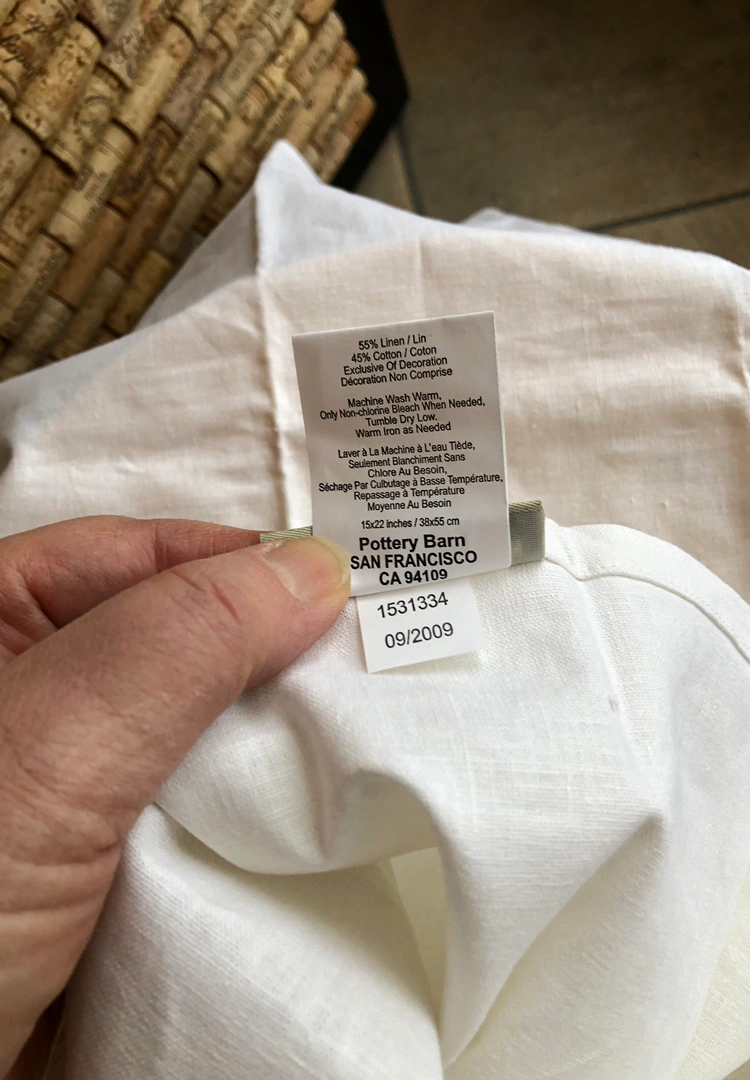 55% Linen / Lin
45% Cotton / Coton
Exclusive Of Decoration
Décoration Non Comprise
Machine Wash Warm,
Only Non-chlorine Bleach When Needed,
Tumble Dry Low.
Warm Iron as Needed
Laver à La Machine à L'eau Tiède,
Seulement Blanchiment Sans
Chlore Au Besoin,
Séchage Par Culbutage à Basse Température,
Repassage à Température
Moyenne Au Besoin
15x22 inches / 38x55 cm
Pottery Barn
SAN FRANCISCO
CA 94109
1531334
09/2009